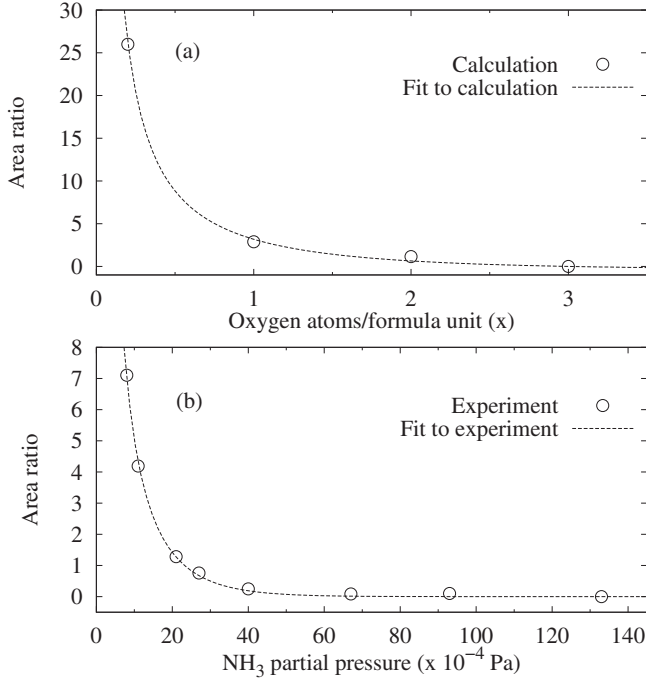 30
25
20
15
10
5
0
Area ratio
(a)
Calculation
Fit to calculation
0 1 2 3
Oxygen atoms/formula unit (x)
8
7
6
5
4
3
2
1
0
Area ratio
(b)
Experiment
Fit to experiment
0 20 40 60 80 100 120 140
NH₃ partial pressure (x 10⁻⁴ Pa)